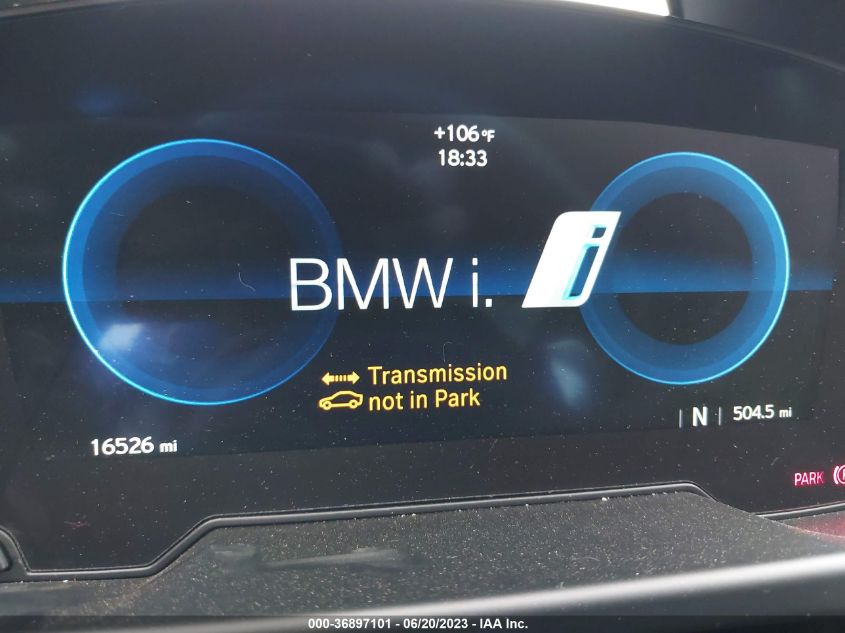 +106°F
18:33
BMW i.
i
Transmission
not in Park
N
504.5 mi
16526 mi
PARK
000-36897101 - 06/20/2023 - IAA Inc.